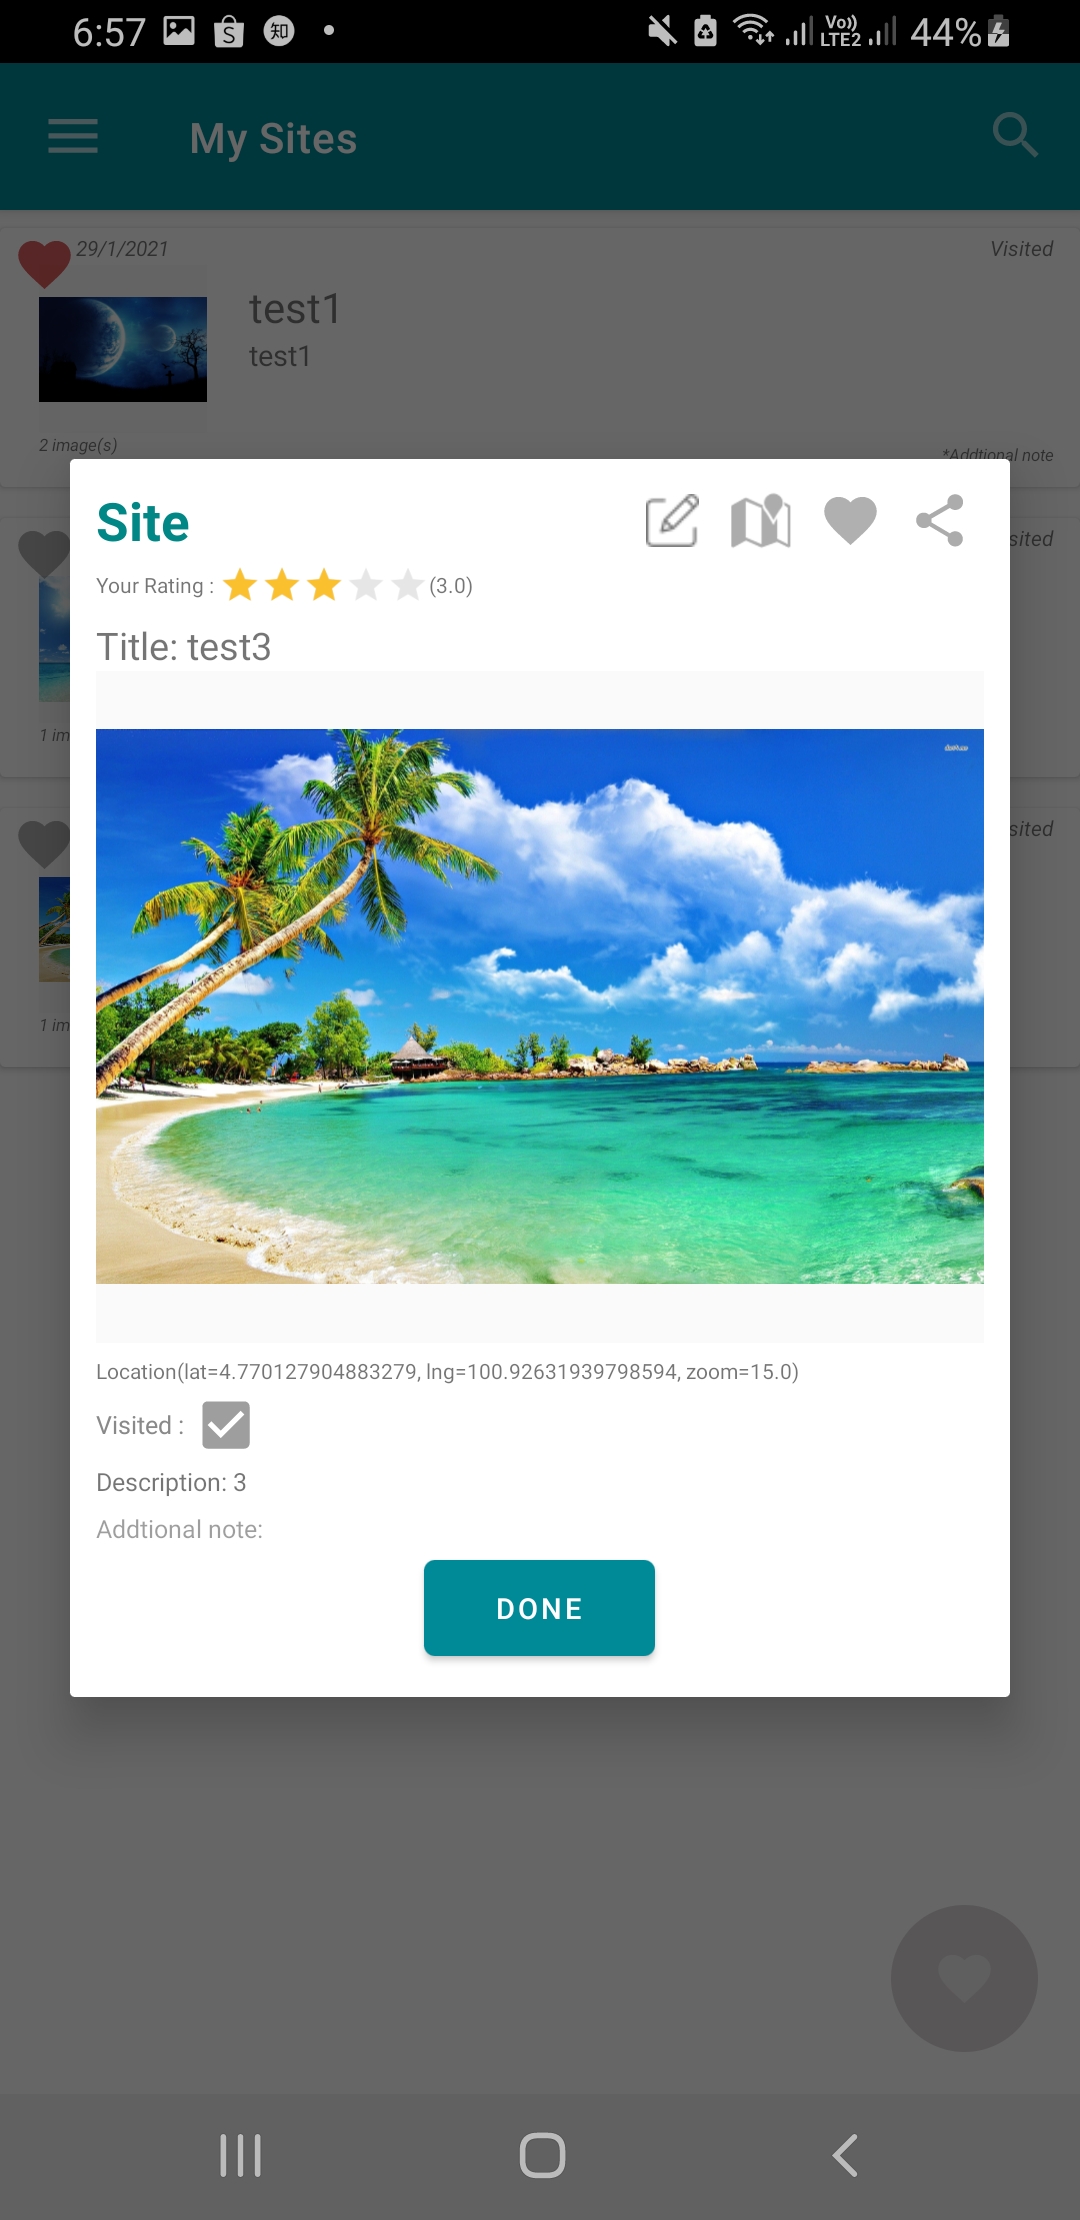 6:57
Vo)) LTE2 44%
My Sites
29/1/2021
Visited
test1
test1
2 image(s)
*Addtional note
Site
sited
Your Rating : (3.0)
Title: test3
1 im
sited
1 im
Location(lat=4.770127904883279, lng=100.92631939798594, zoom=15.0)
Visited :
Description: 3
Addtional note:
DONE